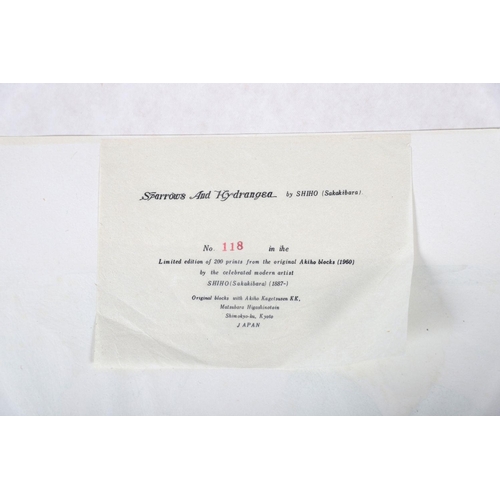 Sparrows And Hydrangea by SHIHO (Sakakibara)
No. 118 in the
Limited edition of 200 prints from the original Akiho blocks (1960)
by the celebrated modern artist
SHIHO (Sakakibara) (1887-)
Original blocks with Akiho Kugetsusen KK,
Matsubara Higashinotoin
Shimokyo-ku, Kyoto
JAPAN